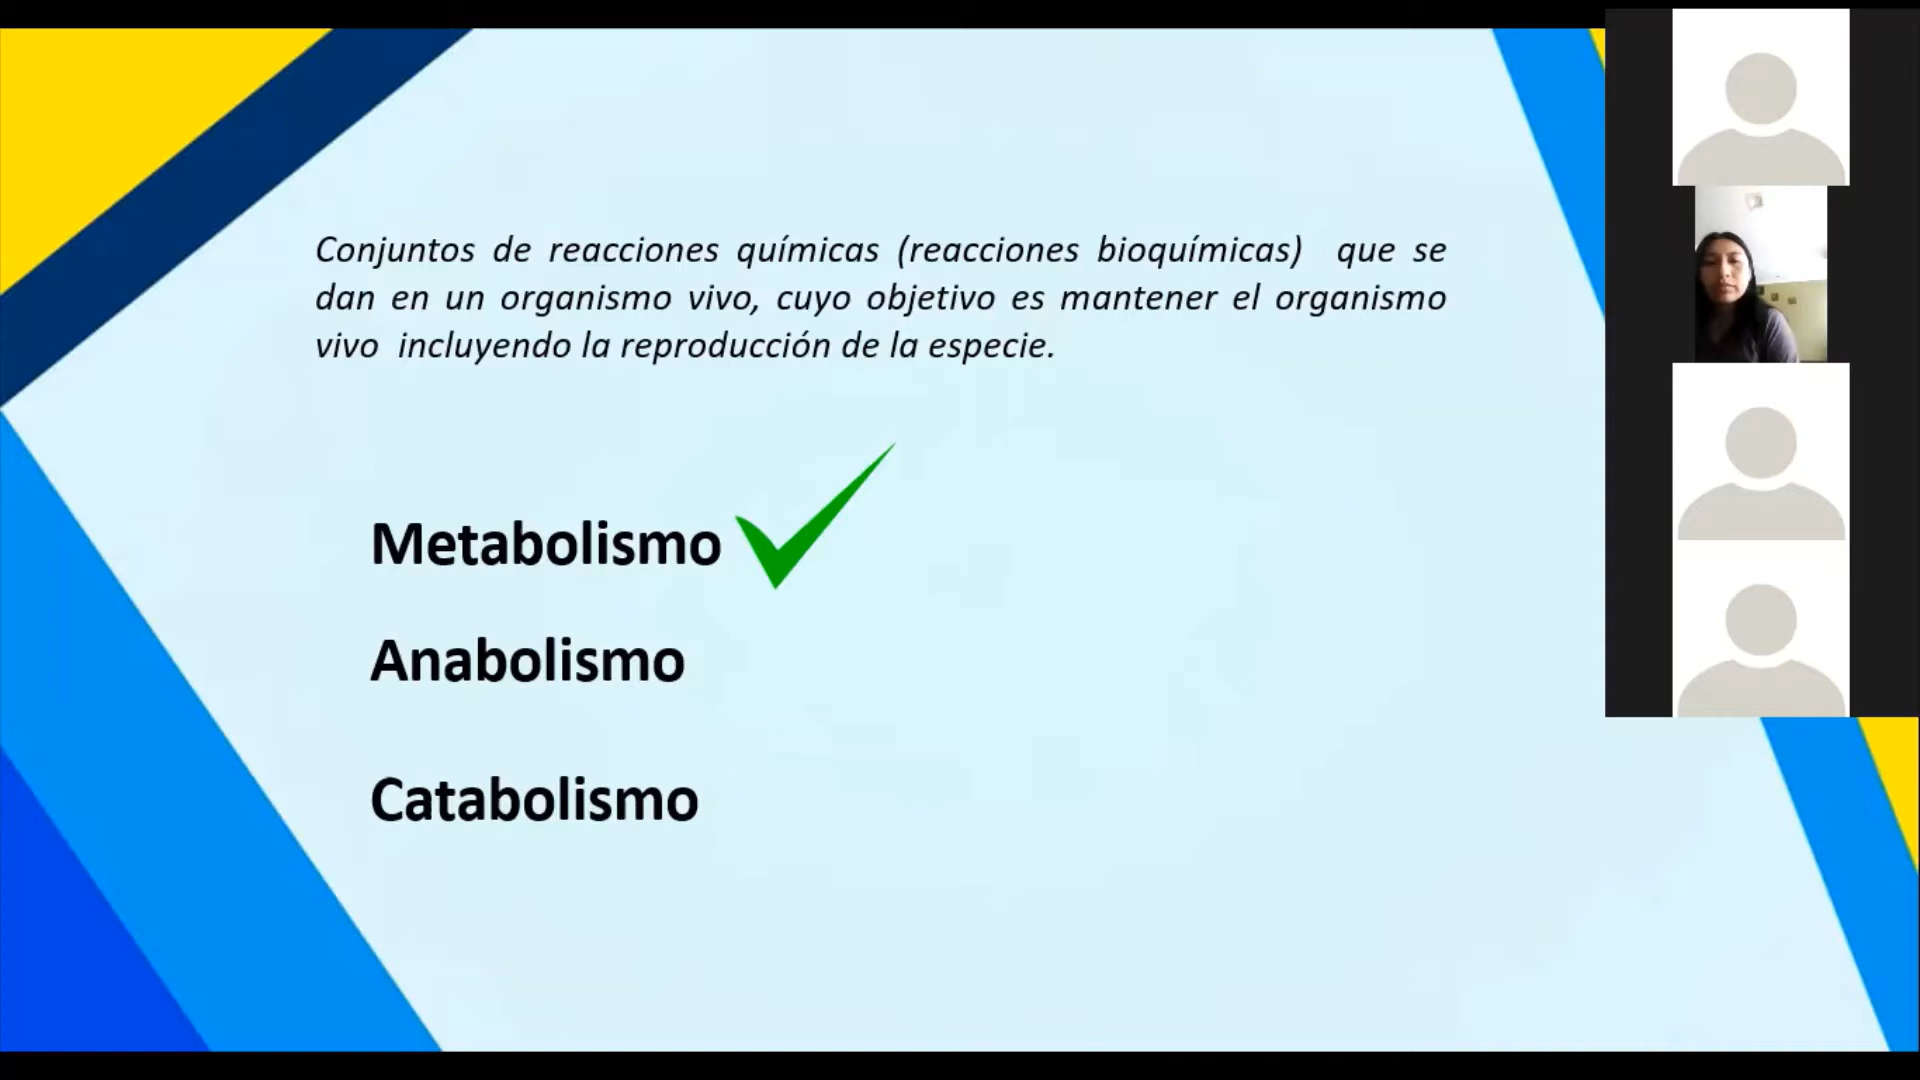 Conjuntos de reacciones químicas (reacciones bioquímicas) que se
dan en un organismo vivo, cuyo objetivo es mantener el organismo
vivo incluyendo la reproducción de la especie.
Metabolismo
Anabolismo
Catabolismo